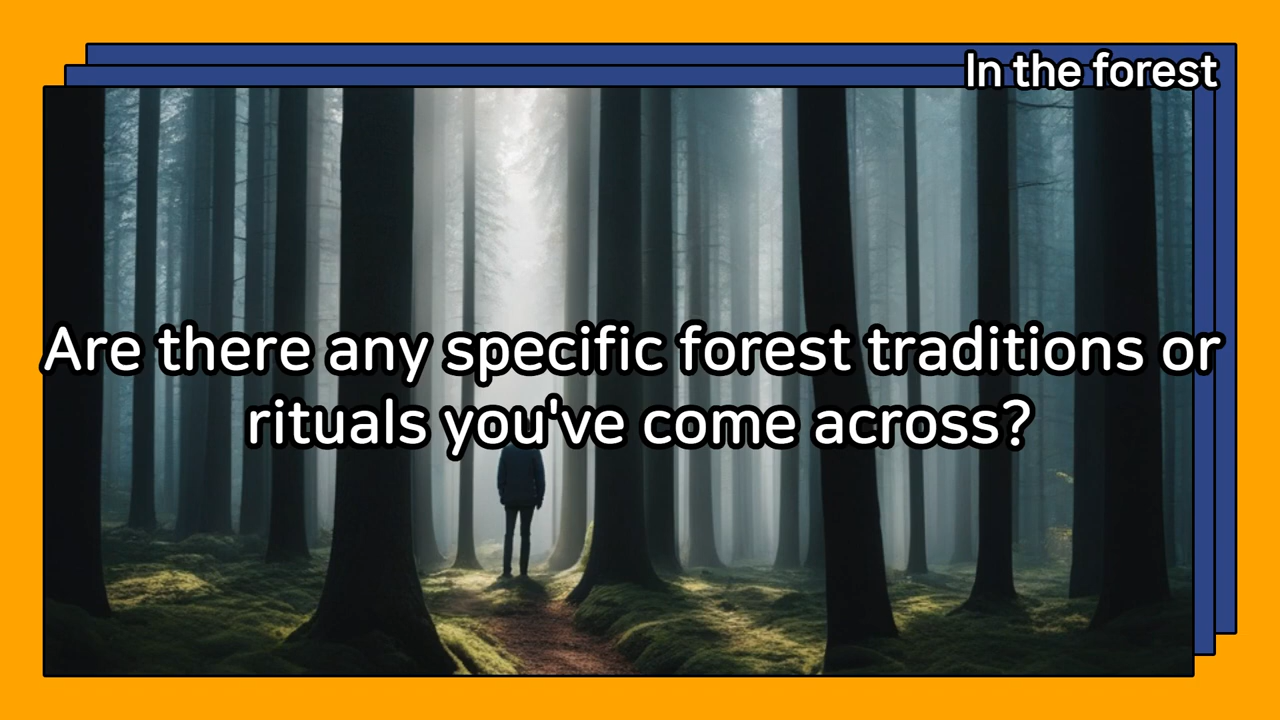 In the forest
Are there any specific forest traditions or
rituals you've come across?